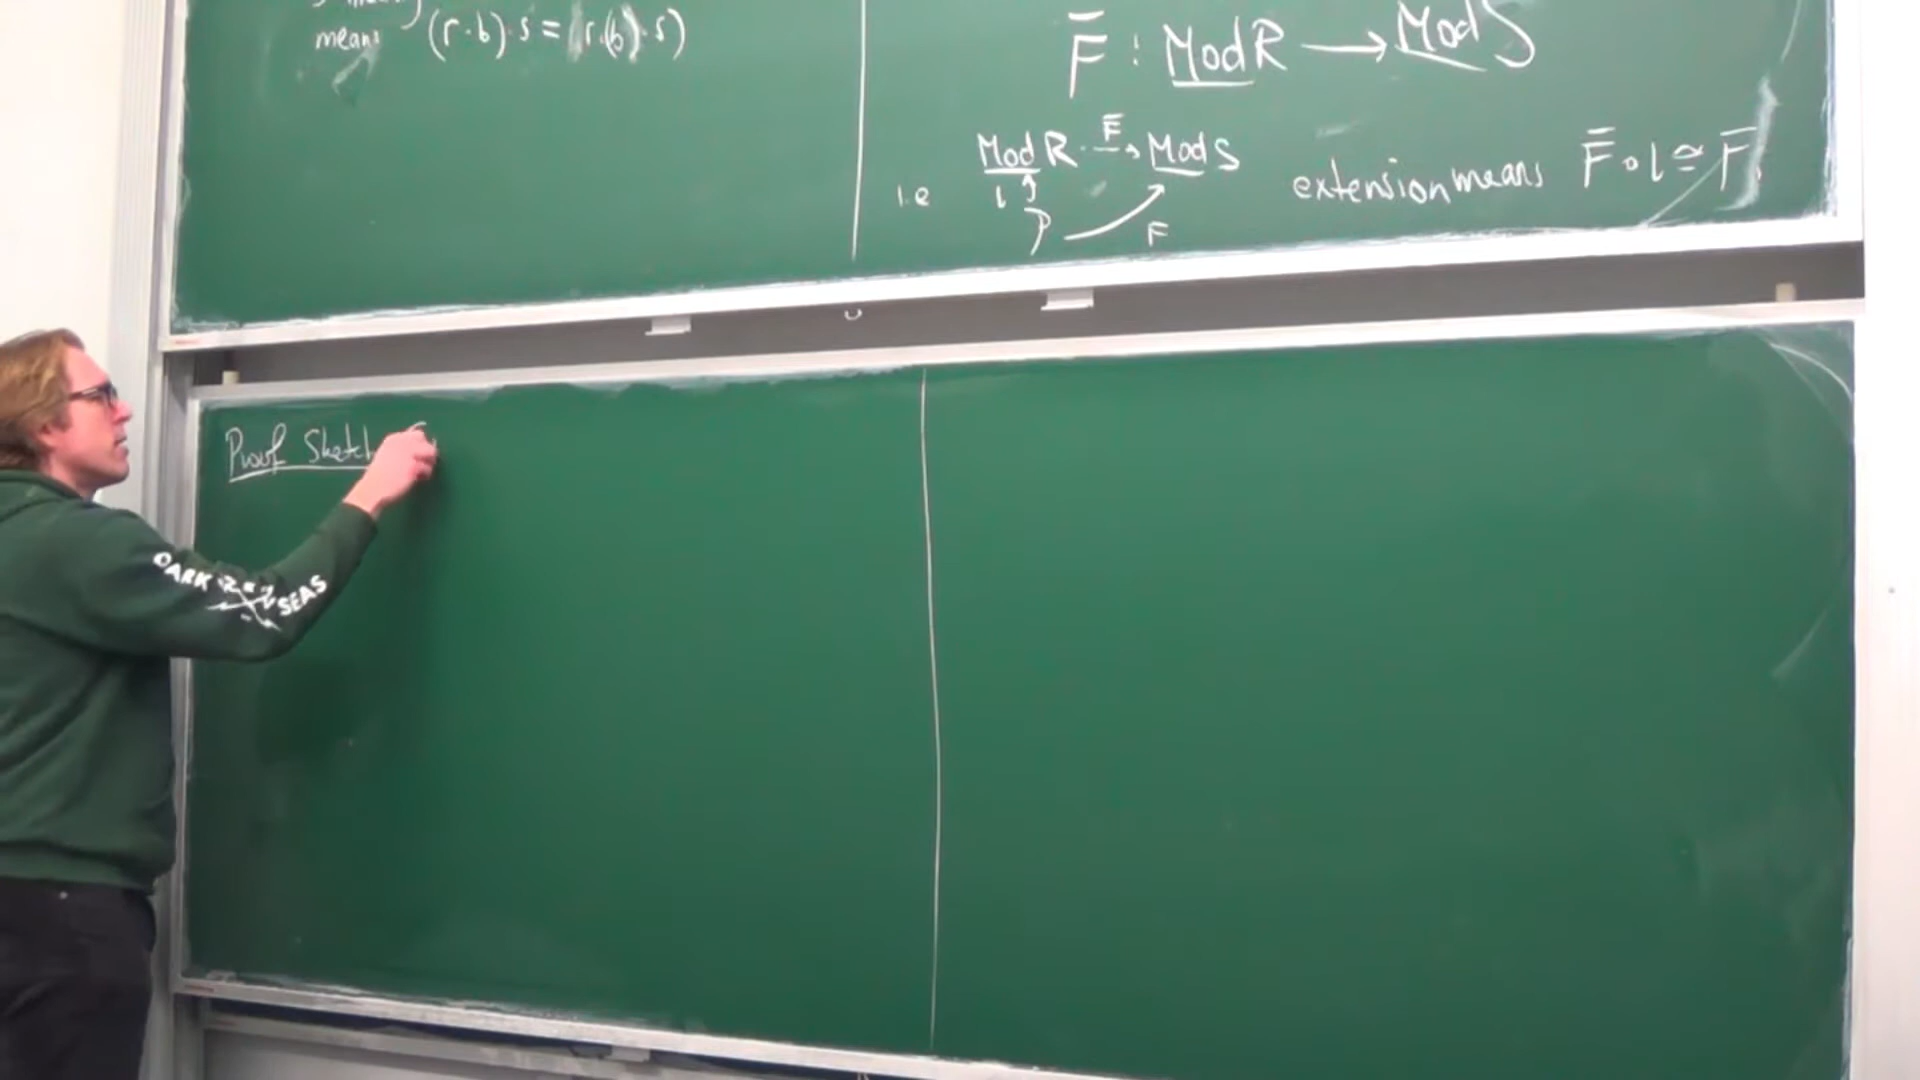 means (r·b)·s = (r.(b)·s)
F̄ : Mod R → Mod S
Mod R F̄→ Mod S
i.e
ι
P F
extension means F̄ ∘ ι ≅ F.
Proof Sketch
DARK SEAS